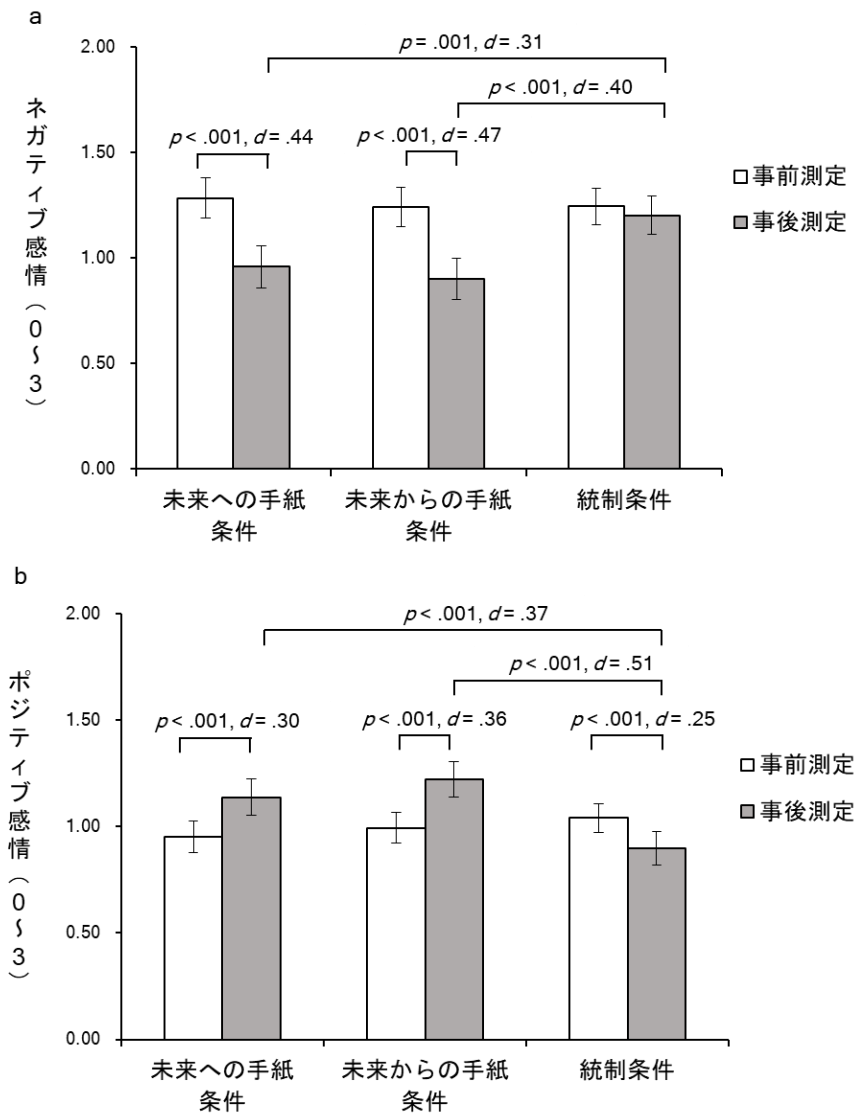 a
ネガティブ感情（0～3）
2.00
1.50
1.00
0.50
0.00
p = .001, d = .31
p < .001, d = .40
p < .001, d = .44
p < .001, d = .47
事前測定
事後測定
未来への手紙
条件
未来からの手紙
条件
統制条件
b
ポジティブ感情（0～3）
2.00
1.50
1.00
0.50
0.00
p < .001, d = .37
p < .001, d = .51
p < .001, d = .30
p < .001, d = .36
p < .001, d = .25
事前測定
事後測定
未来への手紙
条件
未来からの手紙
条件
統制条件